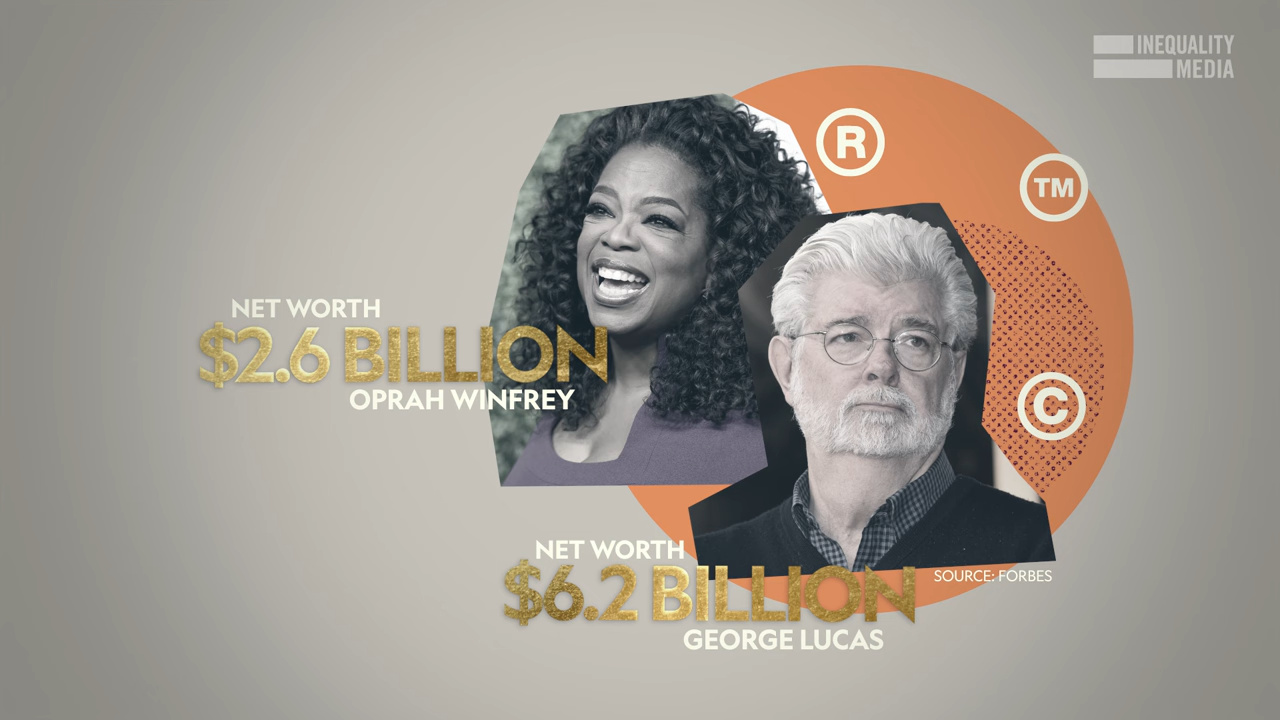 INEQUALITY
MEDIA
®
TM
NET WORTH
$2.6 BILLION
OPRAH WINFREY
©
NET WORTH
$6.2 BILLION
SOURCE: FORBES
GEORGE LUCAS